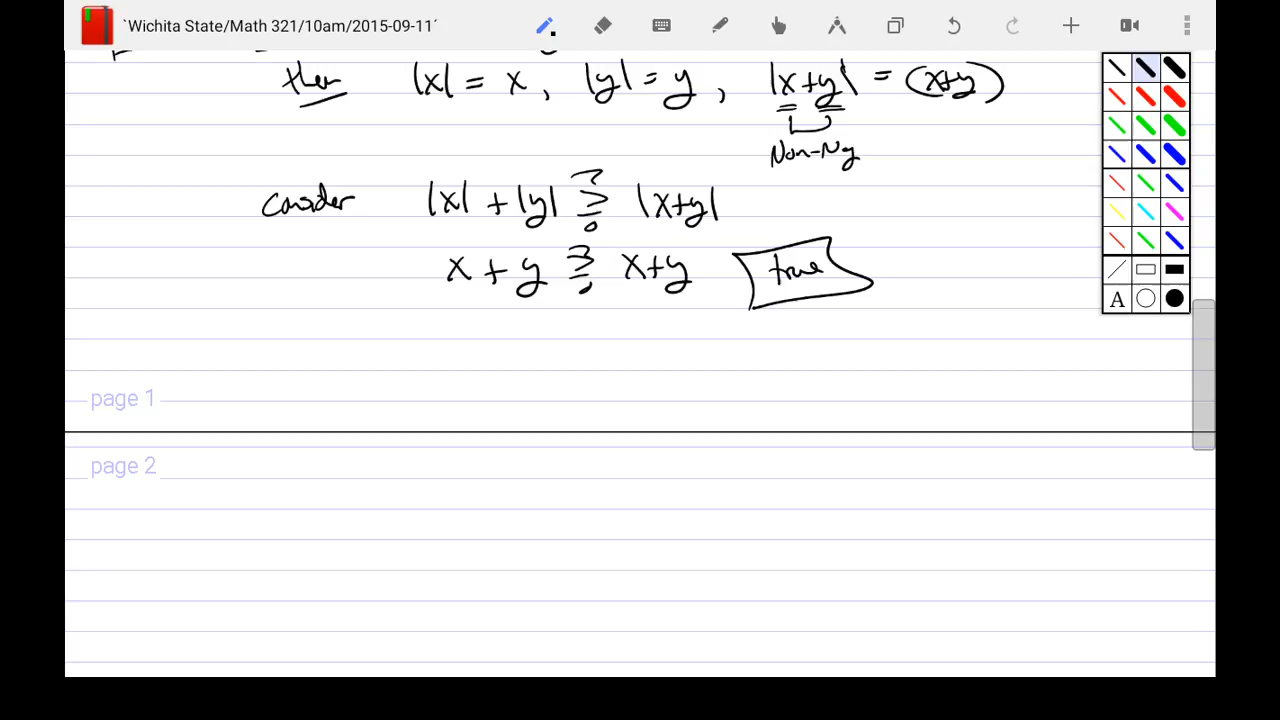 `Wichita State/Math 321/10am/2015-09-11´
then |x| = x, |y| = y, |x+y| = (x+y)
Non-Neg
Consider |x| + |y| ≥? |x+y|
x + y ≥? x+y true
A
page 1
page 2